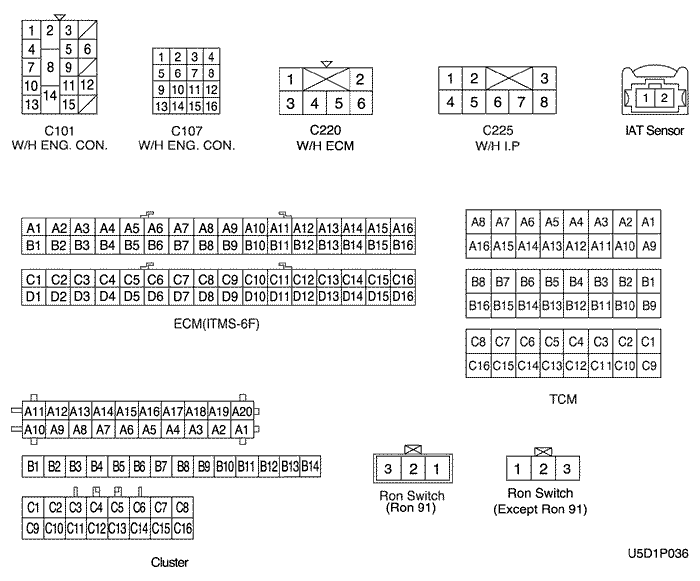 1 2 3
4 5 6
7 8 9
10 11 12
13 14 15
C101
W/H ENG. CON.
1 2 3 4
5 6 7 8
9 10 11 12
13 14 15 16
C107
W/H ENG. CON.
1 2
3 4 5 6
C220
W/H ECM
1 2 3
4 5 6 7 8
C225
W/H I.P
1 2
IAT Sensor
A1 A2 A3 A4 A5 A6 A7 A8 A9 A10 A11 A12 A13 A14 A15 A16
B1 B2 B3 B4 B5 B6 B7 B8 B9 B10 B11 B12 B13 B14 B15 B16
C1 C2 C3 C4 C5 C6 C7 C8 C9 C10 C11 C12 C13 C14 C15 C16
D1 D2 D3 D4 D5 D6 D7 D8 D9 D10 D11 D12 D13 D14 D15 D16
ECM(ITMS-6F)
A8 A7 A6 A5 A4 A3 A2 A1
A16 A15 A14 A13 A12 A11 A10 A9
B8 B7 B6 B5 B4 B3 B2 B1
B16 B15 B14 B13 B12 B11 B10 B9
C8 C7 C6 C5 C4 C3 C2 C1
C16 C15 C14 C13 C12 C11 C10 C9
TCM
A11 A12 A13 A14 A15 A16 A17 A18 A19 A20
A10 A9 A8 A7 A6 A5 A4 A3 A2 A1
B1 B2 B3 B4 B5 B6 B7 B8 B9 B10 B11 B12 B13 B14
C1 C2 C3 C4 C5 C6 C7 C8
C9 C10 C11 C12 C13 C14 C15 C16
Cluster
3 2 1
Ron Switch
(Ron 91)
1 2 3
Ron Switch
(Except Ron 91)
U5D1P036